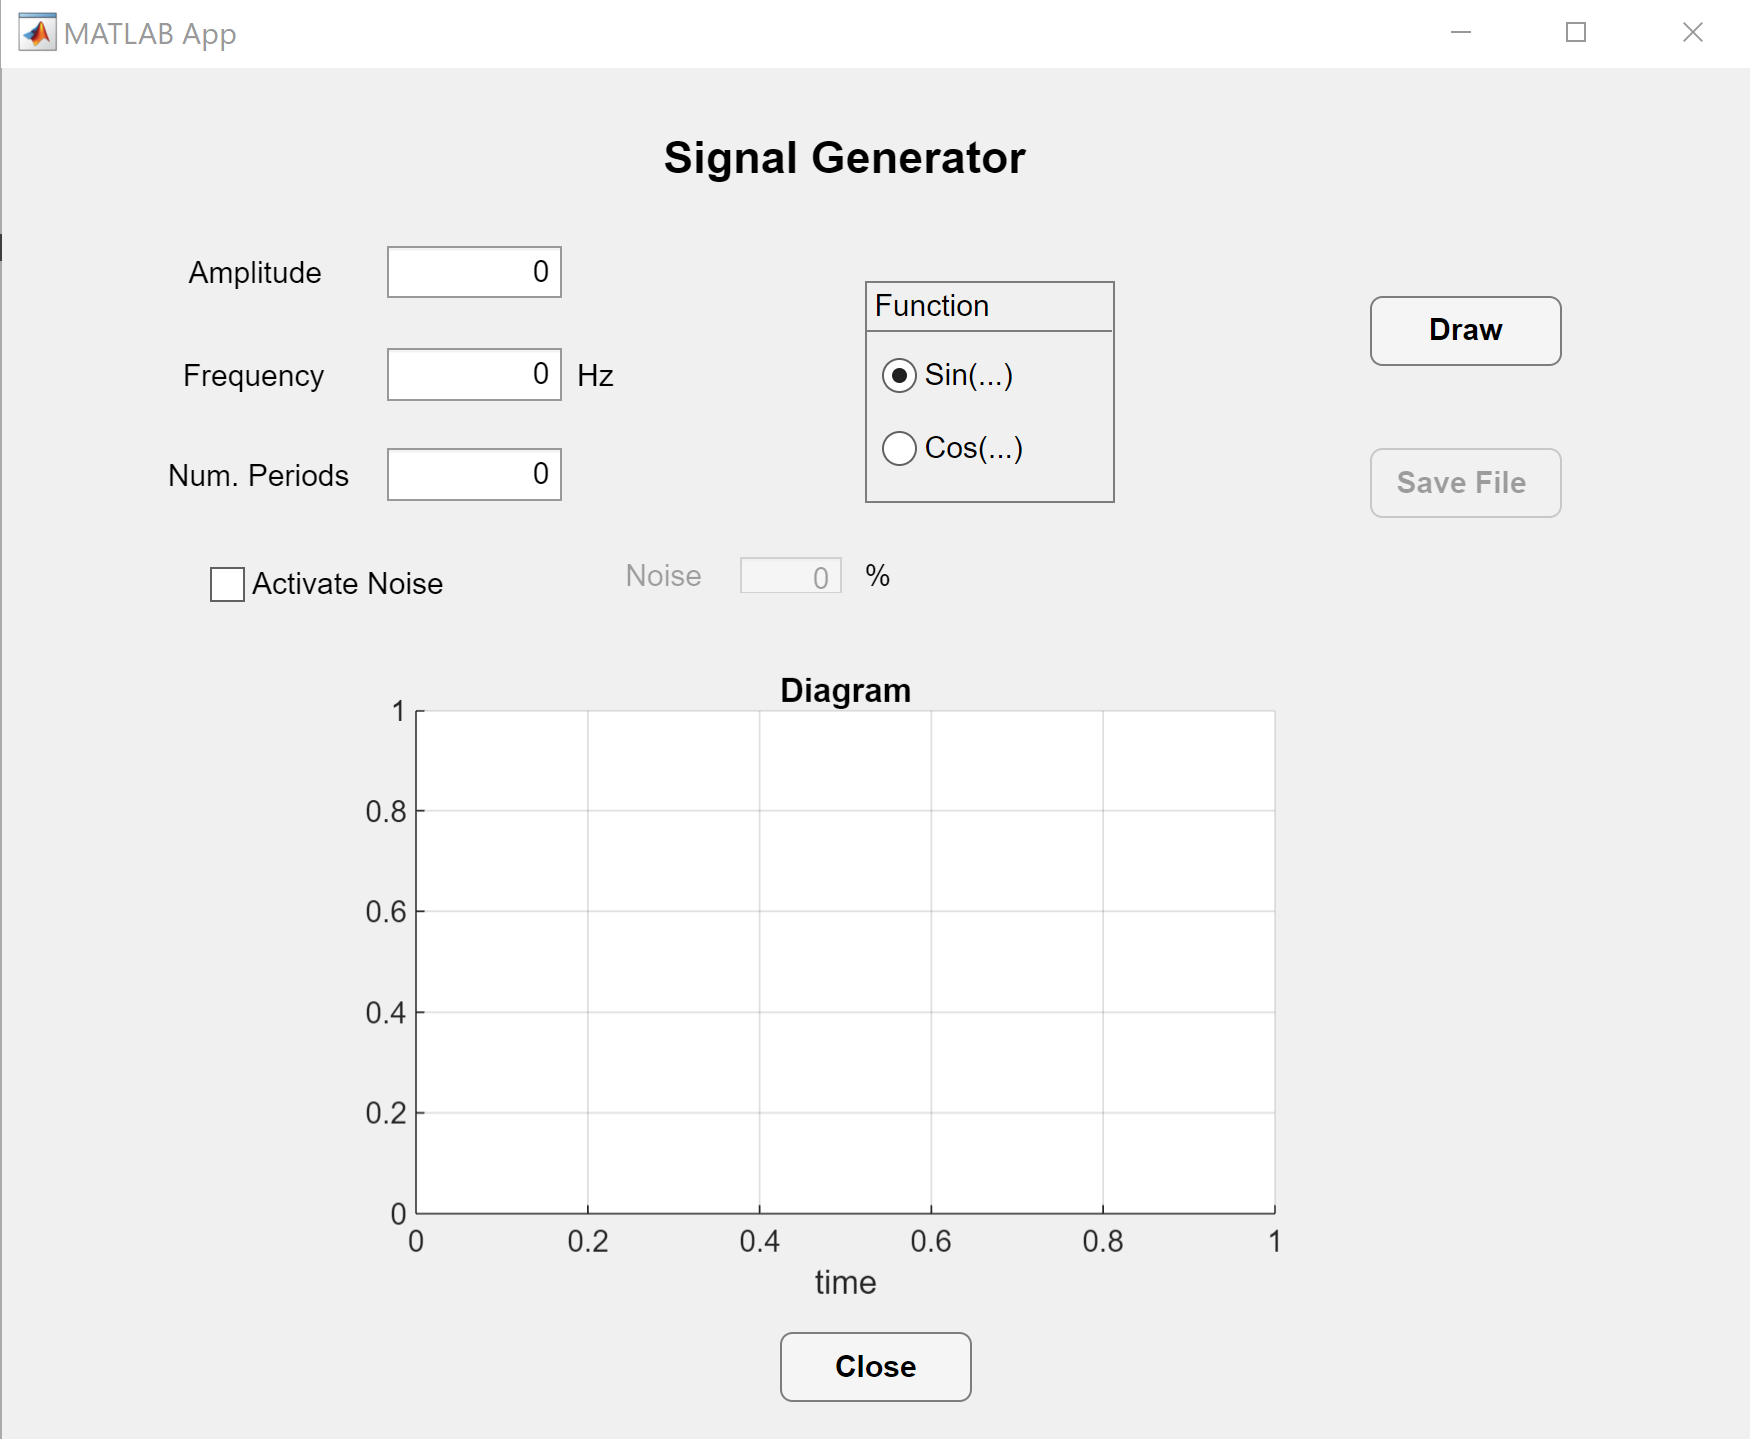 MATLAB App
Signal Generator
Amplitude 0
Frequency 0 Hz
Num. Periods 0
Function
Sin(...)
Cos(...)
Draw
Save File
Activate Noise
Noise 0 %
Diagram
1
0.8
0.6
0.4
0.2
0
0 0.2 0.4 0.6 0.8 1
time
Close